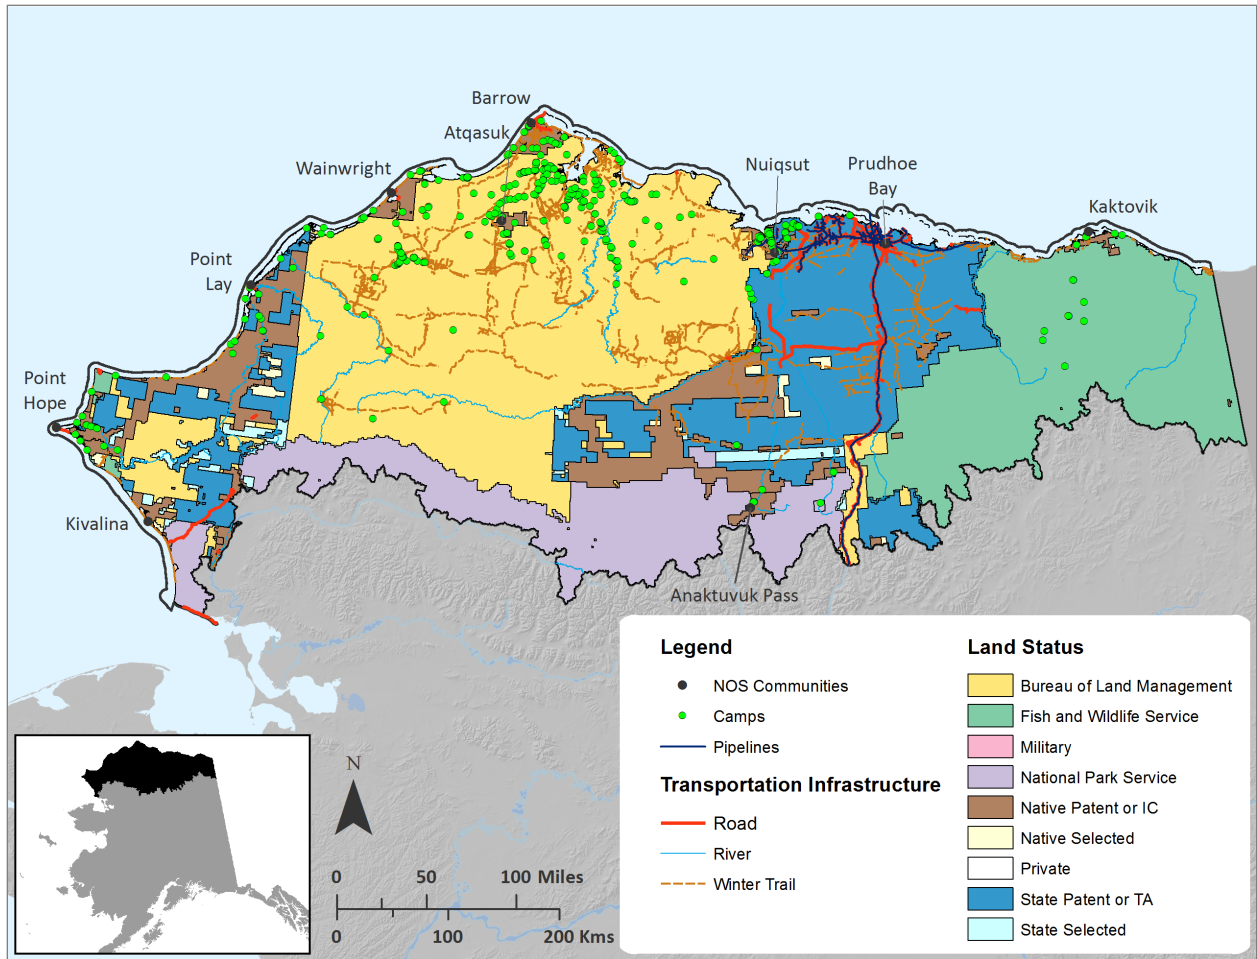 Barrow
Atqasuk
Wainwright
Nuiqsut
Prudhoe
Bay
Kaktovik
Point
Lay
Point
Hope
Kivalina
Anaktuvuk Pass
Legend
NOS Communities
Camps
Pipelines
Transportation Infrastructure
Road
River
Winter Trail
Land Status
Bureau of Land Management
Fish and Wildlife Service
Military
National Park Service
Native Patent or IC
Native Selected
Private
State Patent or TA
State Selected
N
0 50 100 Miles
0 100 200 Kms